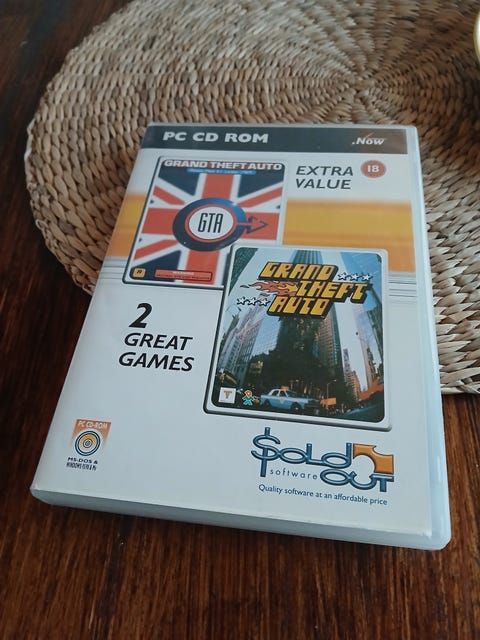 PC CD ROM
.Now
GRAND THEFT AUTO
GTA
EXTRA
VALUE
18
GRAND
THEFT
AUTO
2
GREAT
GAMES
PC CD-ROM
MS-DOS &
Sold
software
OUT
Quality software at an affordable price